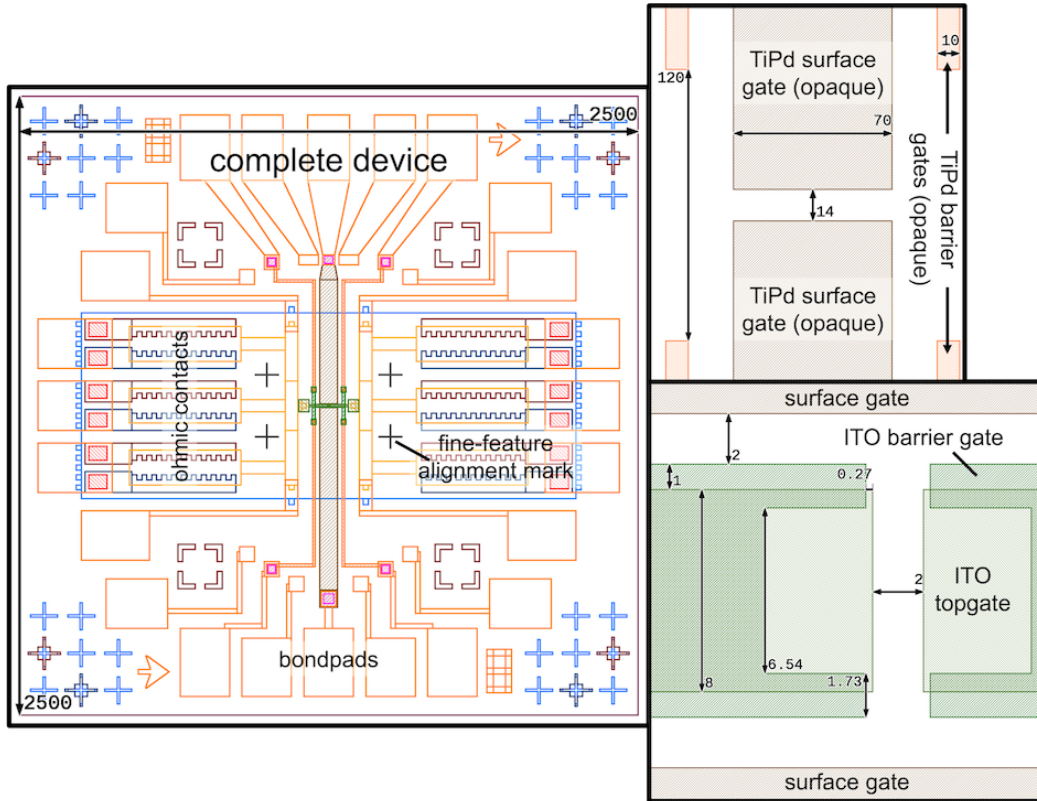 2500
complete device
ohmic contacts
fine-feature
alignment mark
bondpads
2500
TiPd surface
gate (opaque)
10
120
70
14
TiPd barrier
gates (opaque)
TiPd surface
gate (opaque)
surface gate
ITO barrier gate
2
1
0.27
2
ITO
topgate
6.54
8
1.73
surface gate